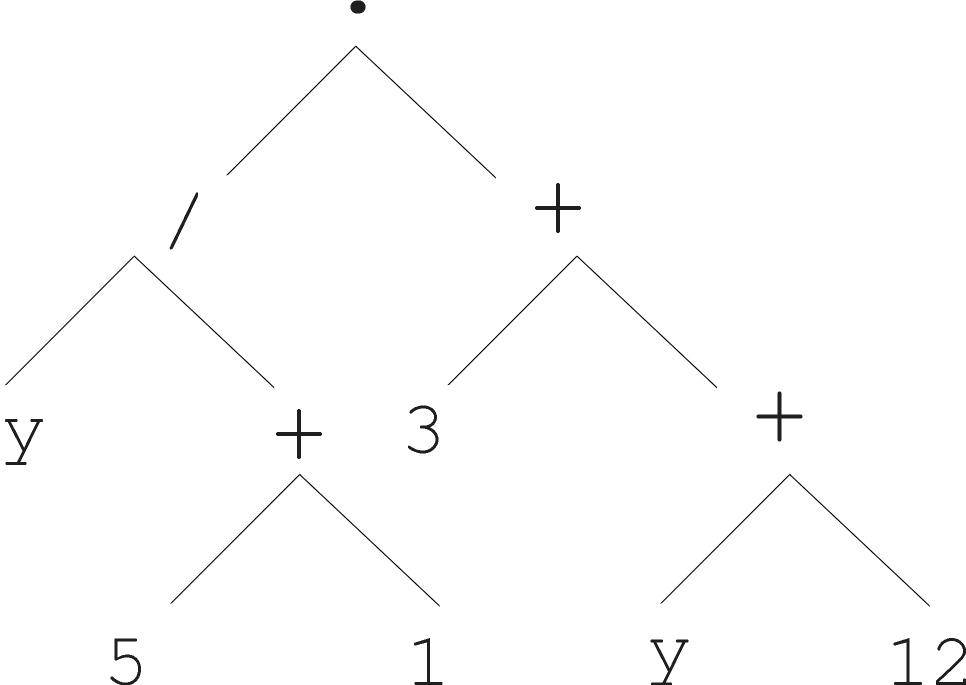 ·
/ +
y + 3 +
5 1 y 12